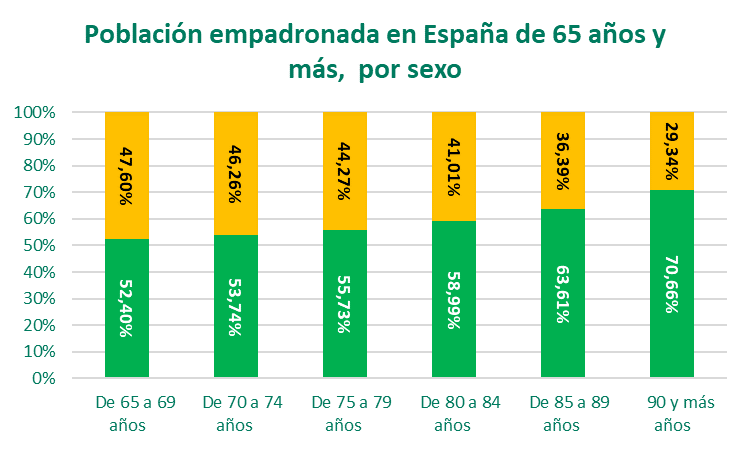 Población empadronada en España de 65 años y
más,  por sexo
100%
90%
80%
70%
60%
50%
40%
30%
20%
10%
0%
47,60%
46,26%
44,27%
41,01%
36,39%
29,34%
52,40%
53,74%
55,73%
58,99%
63,61%
70,66%
De 65 a 69
años
De 70 a 74
años
De 75 a 79
años
De 80 a 84
años
De 85 a 89
años
90 y más
años